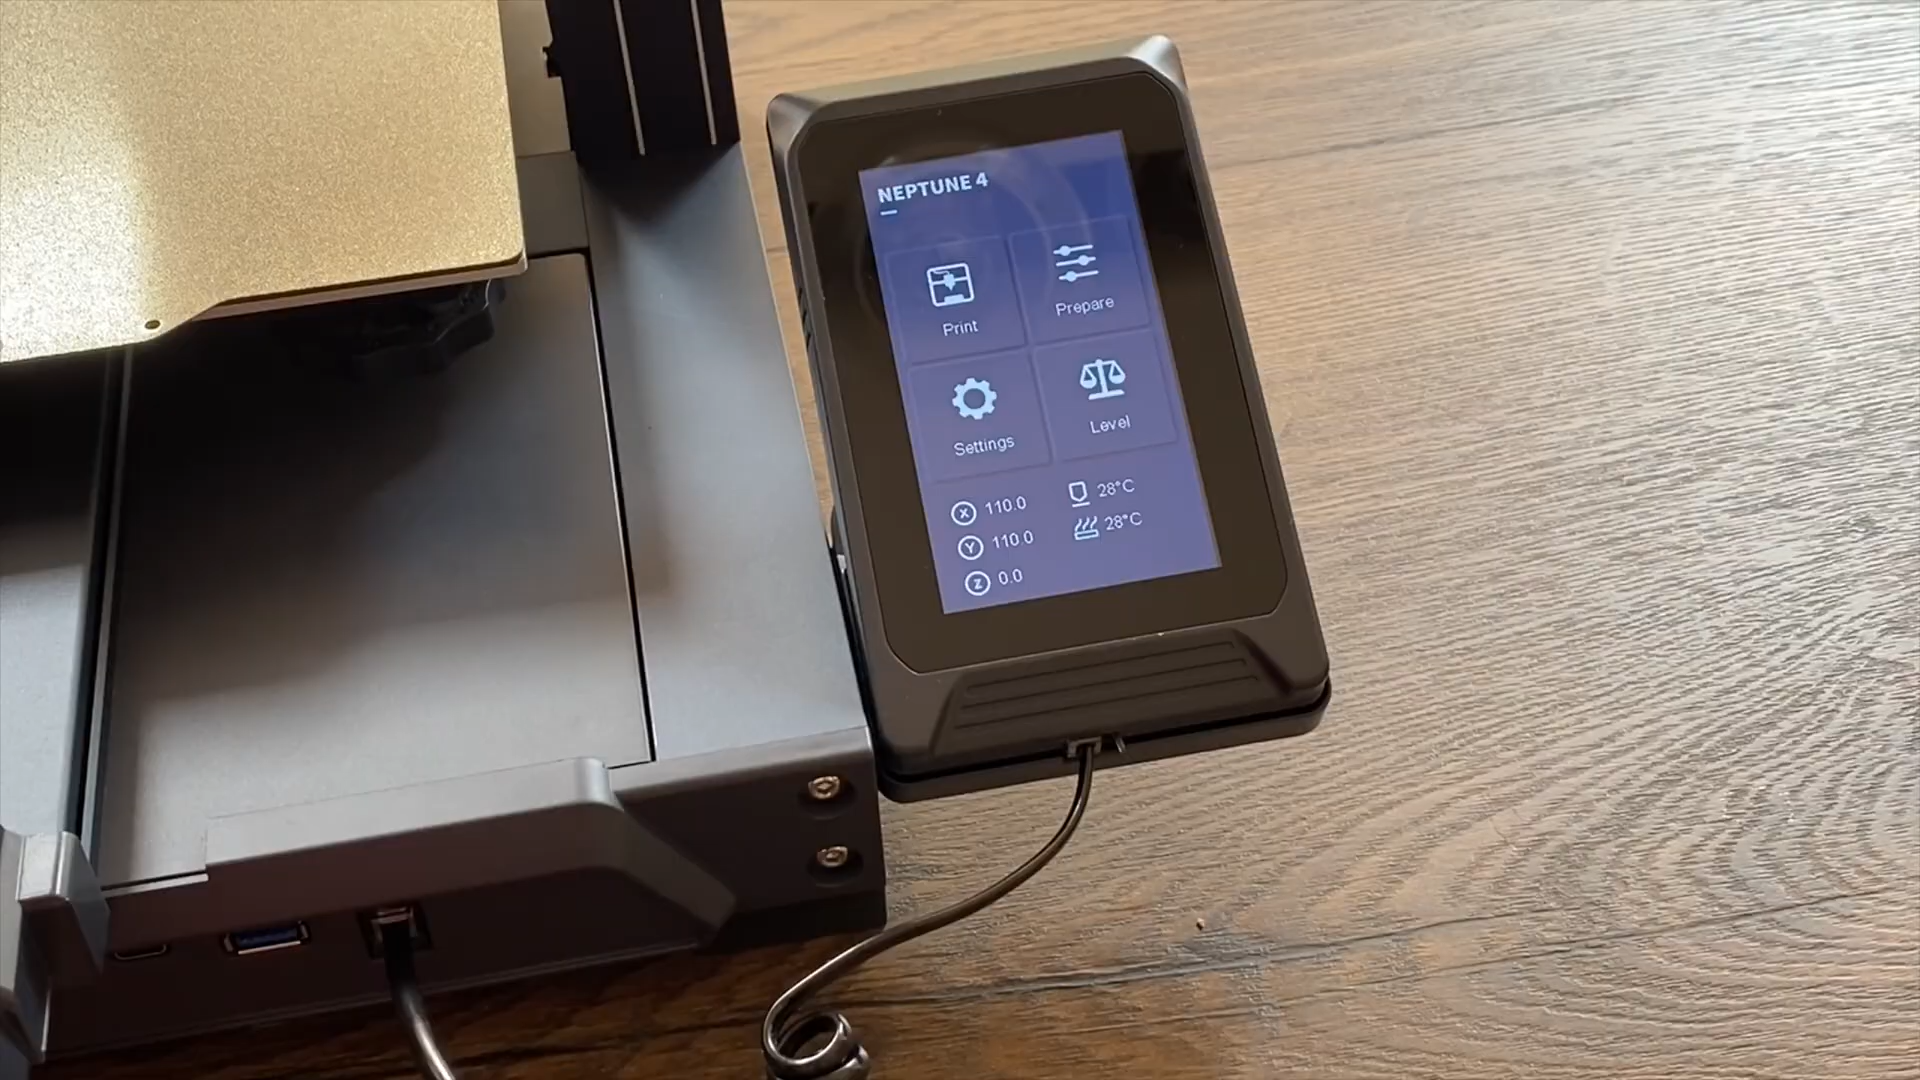 NEPTUNE 4
Print
Prepare
Settings
Level
X 110.0
28°C
Y 110.0
28°C
Z 0.0